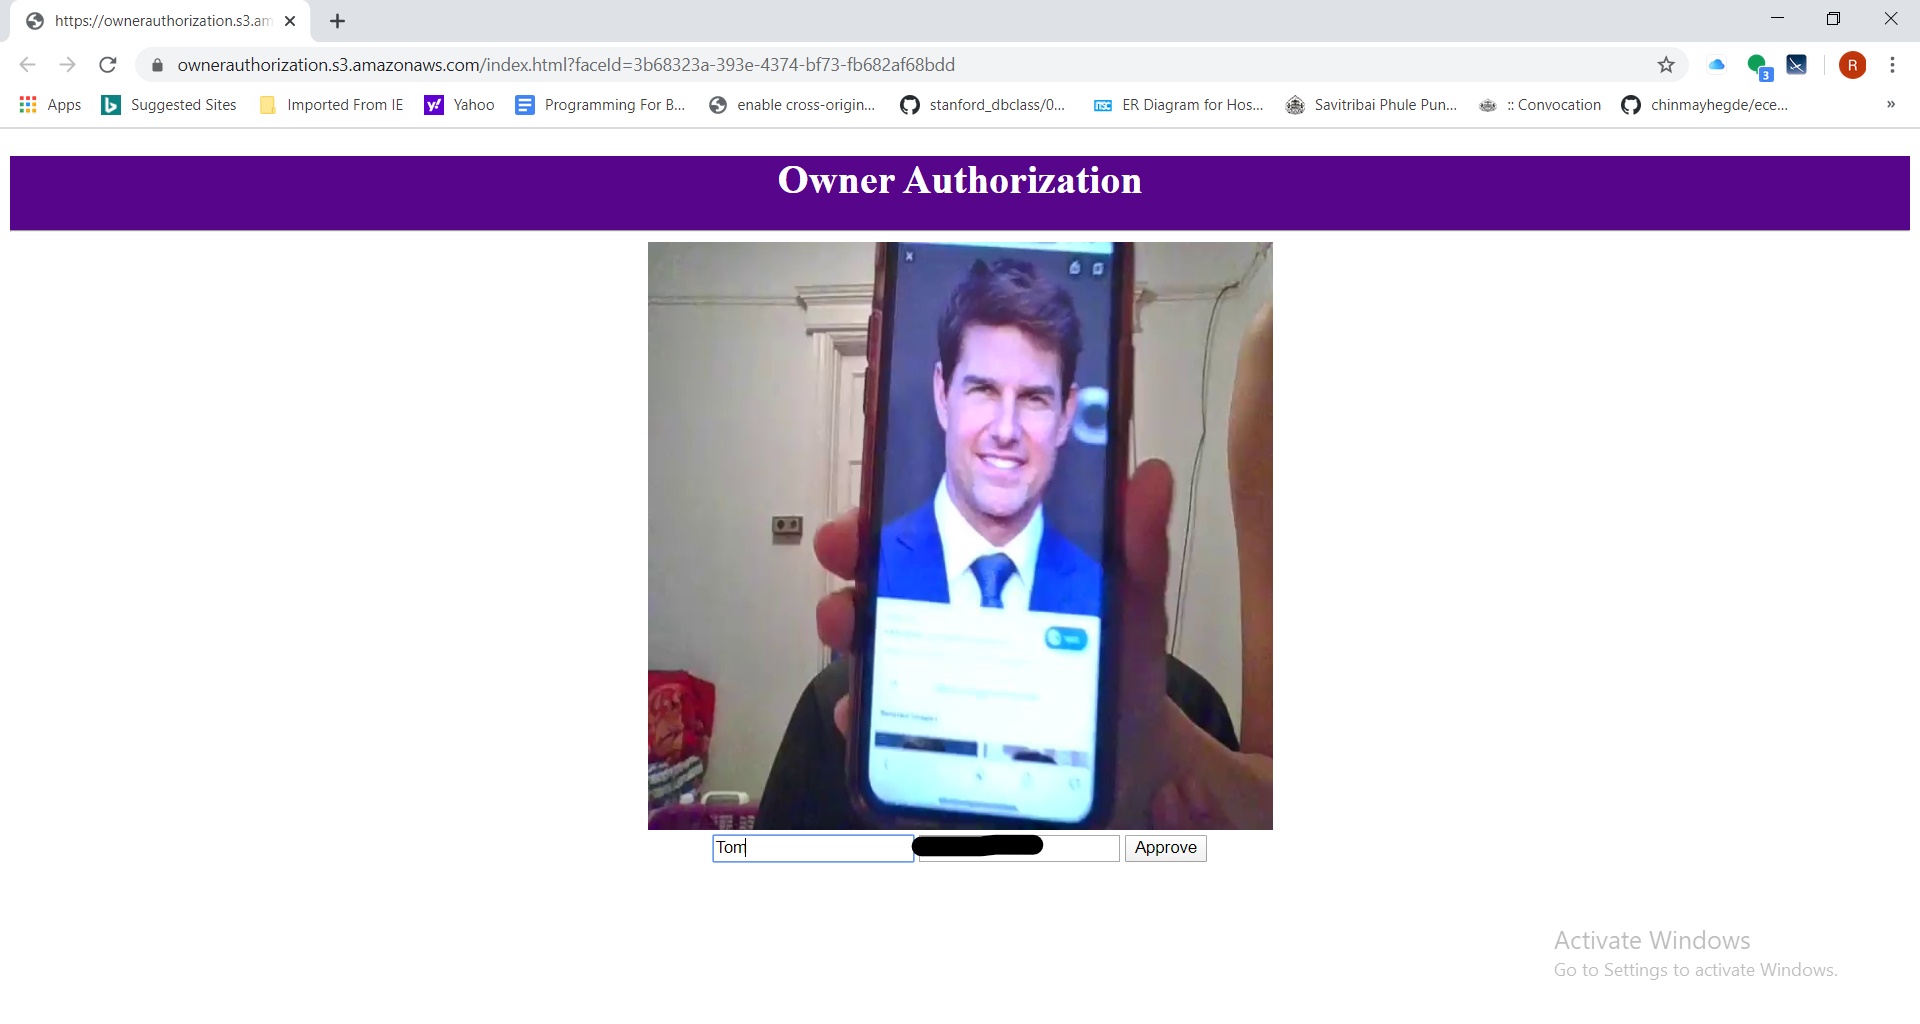 https://ownerauthorization.s3.am
ownerauthorization.s3.amazonaws.com/index.html?faceId=3b68323a-393e-4374-bf73-fb682af68bdd
R
3
Apps
Suggested Sites
Imported From IE
Yahoo
Programming For B...
enable cross-origin...
stanford_dbclass/0...
ER Diagram for Hos...
Savitribai Phule Pun...
:: Convocation
chinmayhegde/ece...
»
Owner Authorization
Tom
Approve
Activate Windows
Go to Settings to activate Windows.